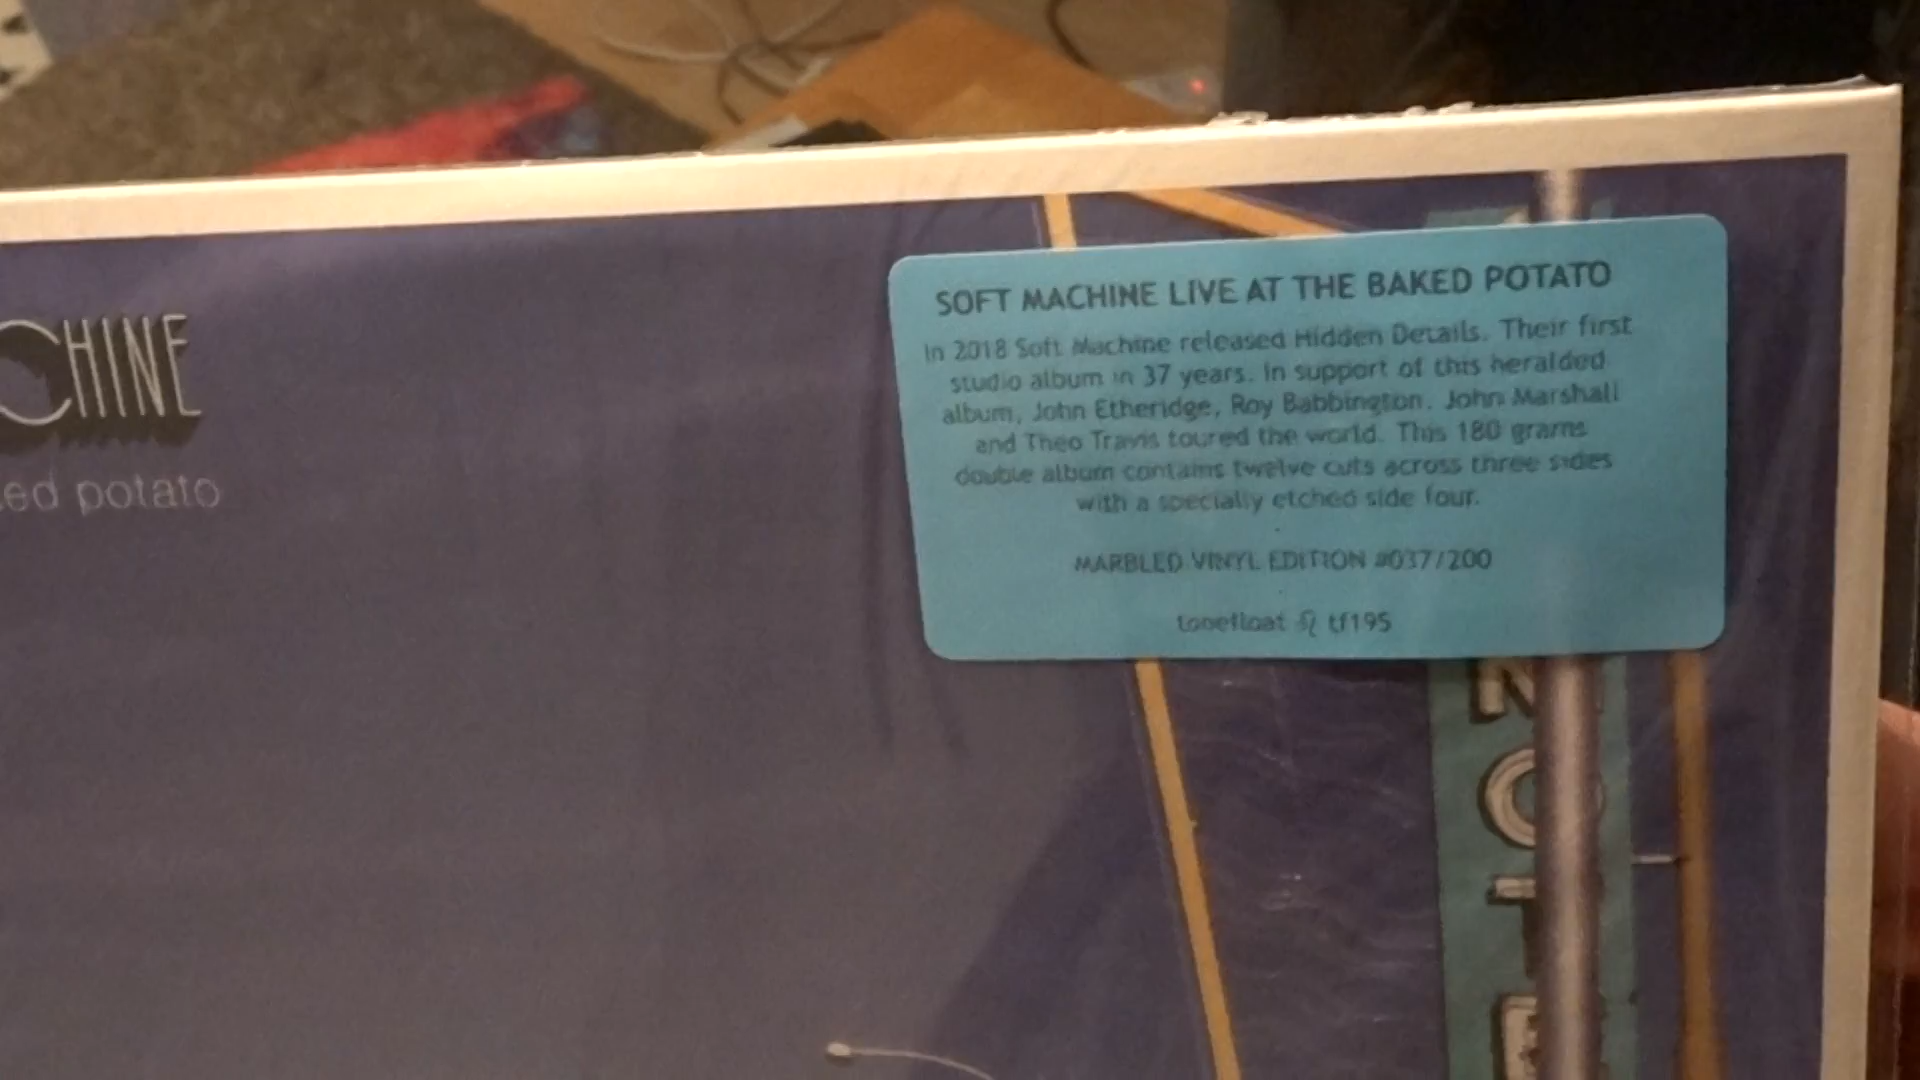 CHINE
ed potato
SOFT MACHINE LIVE AT THE BAKED POTATO
In 2018 Soft Machine released Hidden Details. Their first
studio album in 37 years. In support of this heralded
album, John Etheridge, Roy Babbington, John Marshall
and Theo Travis toured the world. This 180 grams
double album contains twelve cuts across three sides
with a specially etched side four.
MARBLED VINYL EDITION #037/200
tonefloat tf195
NOTE